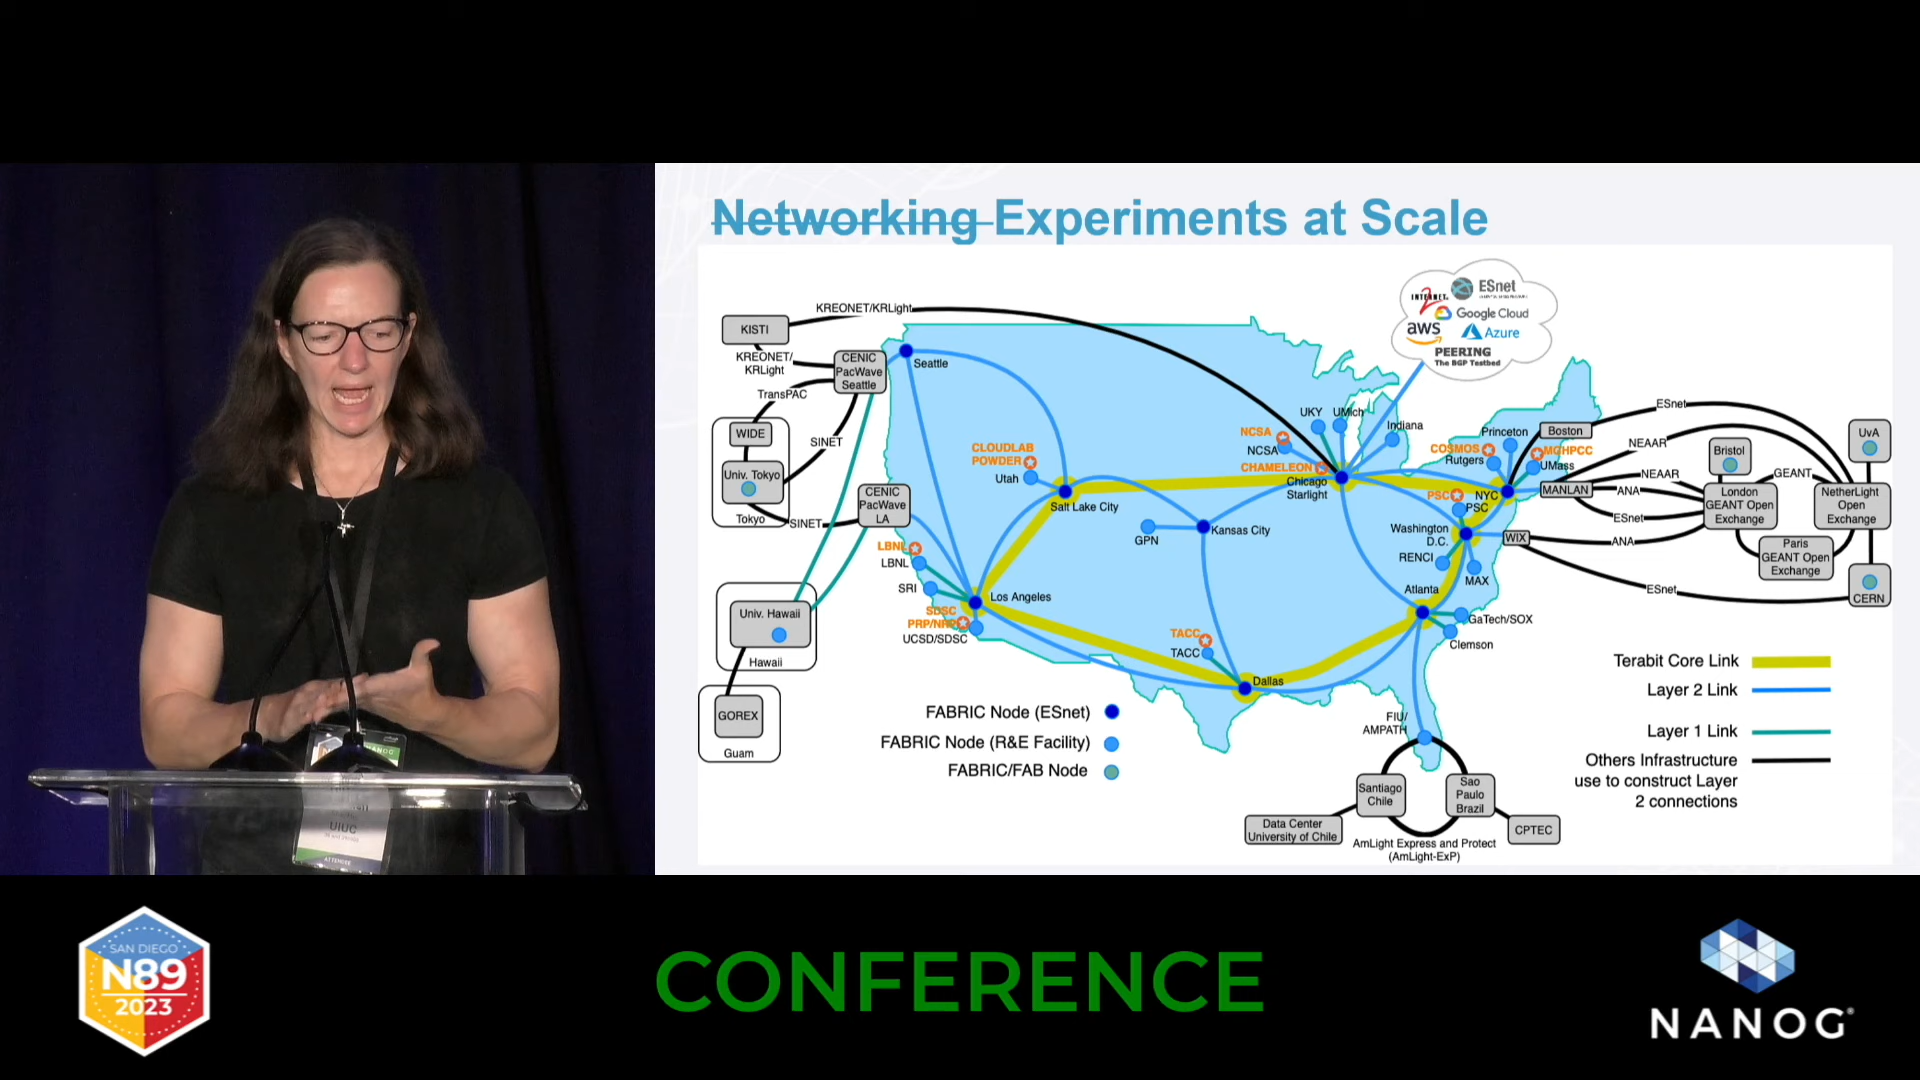 Networking Experiments at Scale
INTERNET 2
ESnet
Google Cloud
aws
Azure
PEERING
The BGP Testbed
KREONET/KRLight
KISTI
KREONET/
KRLight
CENIC
PacWave
Seattle
Seattle
TransPAC
WIDE
SINET
Univ. Tokyo
Tokyo
SINET
CENIC
PacWave
LA
CLOUDLAB
POWDER
Utah
Salt Lake City
LBNL
LBNL
SRI
Los Angeles
SDSC
PRP/NRP
UCSD/SDSC
Univ. Hawaii
Hawaii
GOREX
Guam
GPN
Kansas City
TACC
TACC
Dallas
UKY
UMich
Indiana
NCSA
NCSA
CHAMELEON
Chicago
Starlight
Princeton
COSMOS
Rutgers
MGHPCC
UMass
Boston
PSC
NYC
PSC
MANLAN
Washington
D.C.
WIX
RENCI
MAX
Atlanta
GaTech/SOX
Clemson
FIU/
AMPATH
ESnet
NEAAR
NEAAR
ANA
ESnet
ANA
ESnet
Bristol
GEANT
UvA
London
GEANT Open
Exchange
NetherLight
Open
Exchange
Paris
GEANT Open
Exchange
CERN
Santiago
Chile
Sao
Paulo
Brazil
Data Center
University of Chile
CPTEC
AmLight Express and Protect
(AmLight-ExP)
FABRIC Node (ESnet)
FABRIC Node (R&E Facility)
FABRIC/FAB Node
Terabit Core Link
Layer 2 Link
Layer 1 Link
Others Infrastructure
use to construct Layer
2 connections
UIUC
ATTENDEE
SAN DIEGO
N89
2023
CONFERENCE
NANOG